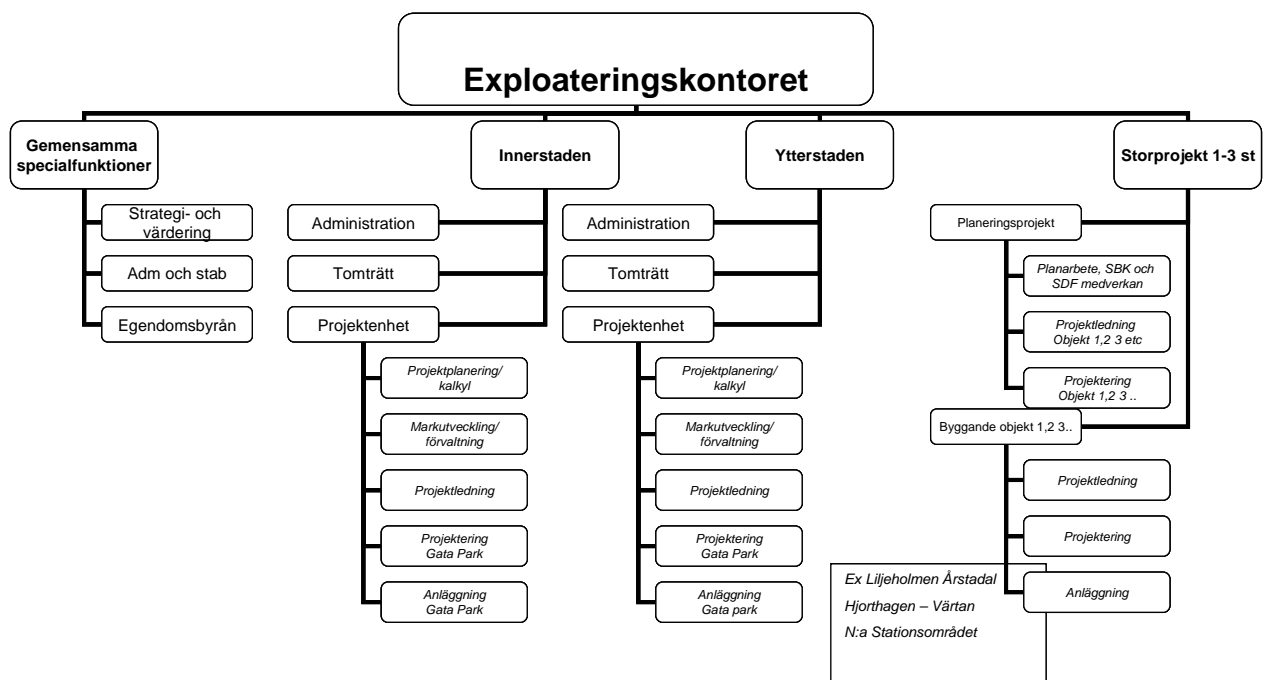 Exploateringskontoret
Gemensamma
specialfunktioner
Strategi- och
värdering
Adm och stab
Egendomsbyrån
Innerstaden
Administration
Tomträtt
Projektenhet
Projektplanering/
kalkyl
Markutveckling/
förvaltning
Projektledning
Projektering
Gata Park
Anläggning
Gata Park
Ytterstaden
Administration
Tomträtt
Projektenhet
Projektplanering/
kalkyl
Markutveckling/
förvaltning
Projektledning
Projektering
Gata Park
Anläggning
Gata park
Storprojekt 1-3 st
Planeringsprojekt
Planarbete, SBK och
SDF medverkan
Projektledning
Objekt 1,2 3 etc
Projektering
Objekt 1,2 3 ..
Byggande objekt 1,2 3..
Projektledning
Projektering
Anläggning
Ex Liljeholmen Årstadal
Hjorthagen – Värtan
N:a Stationsområdet